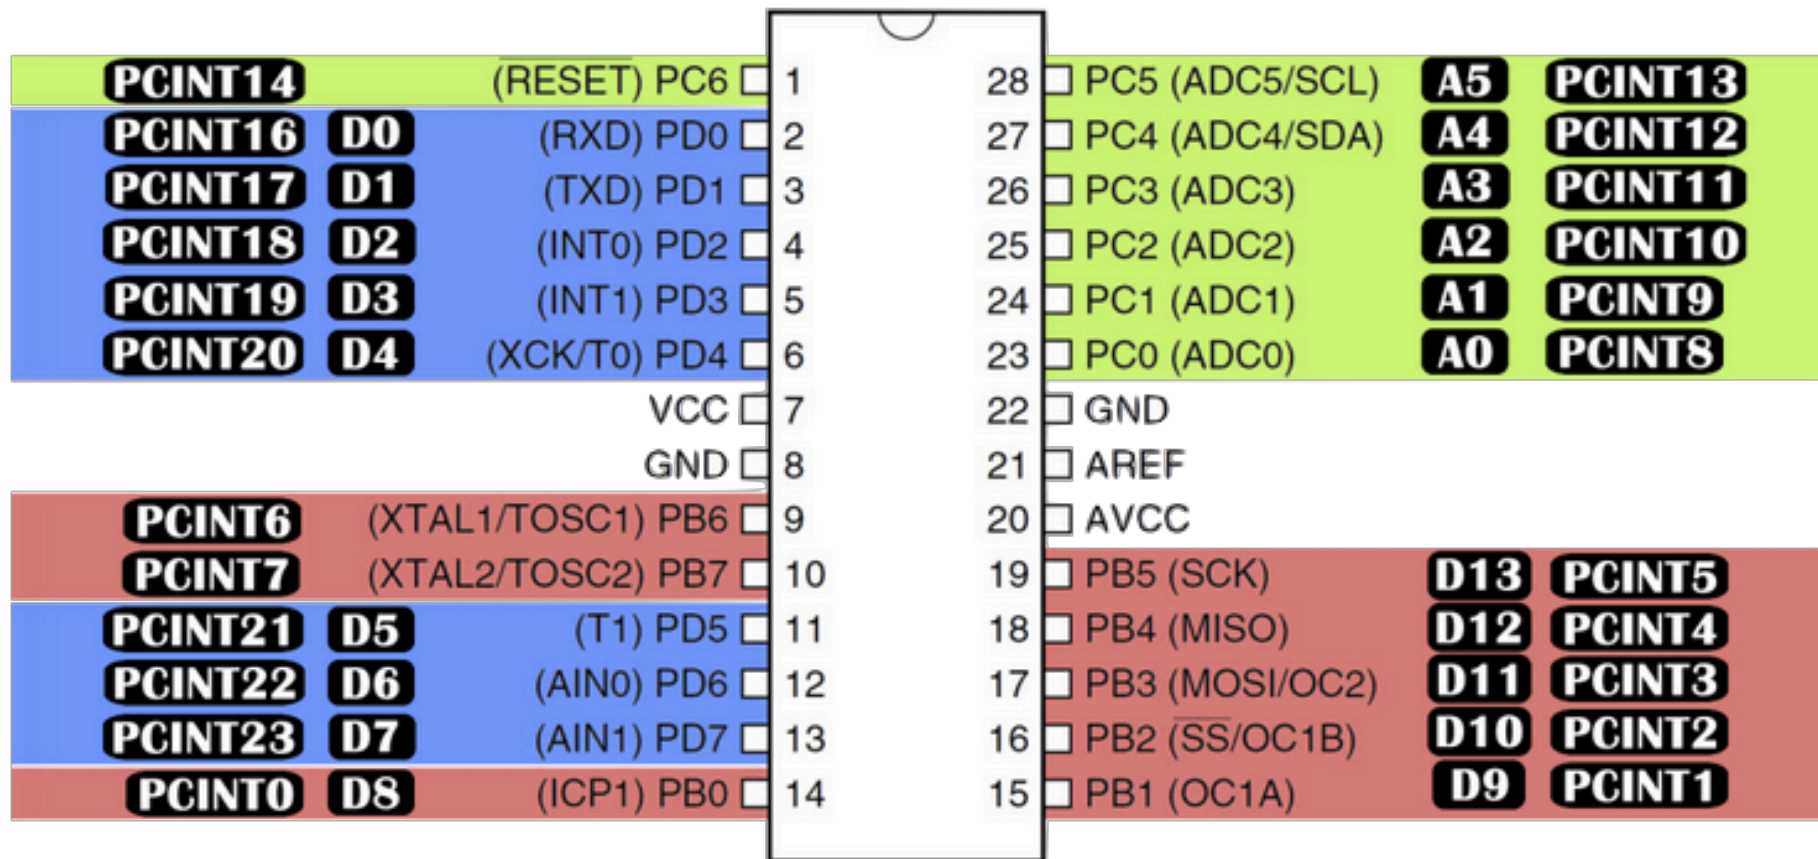 PCINT14 (RESET) PC6 1 28 PC5 (ADC5/SCL) A5 PCINT13
PCINT16 D0 (RXD) PD0 2 27 PC4 (ADC4/SDA) A4 PCINT12
PCINT17 D1 (TXD) PD1 3 26 PC3 (ADC3) A3 PCINT11
PCINT18 D2 (INT0) PD2 4 25 PC2 (ADC2) A2 PCINT10
PCINT19 D3 (INT1) PD3 5 24 PC1 (ADC1) A1 PCINT9
PCINT20 D4 (XCK/T0) PD4 6 23 PC0 (ADC0) A0 PCINT8
VCC 7 22 GND
GND 8 21 AREF
PCINT6 (XTAL1/TOSC1) PB6 9 20 AVCC
PCINT7 (XTAL2/TOSC2) PB7 10 19 PB5 (SCK) D13 PCINT5
PCINT21 D5 (T1) PD5 11 18 PB4 (MISO) D12 PCINT4
PCINT22 D6 (AIN0) PD6 12 17 PB3 (MOSI/OC2) D11 PCINT3
PCINT23 D7 (AIN1) PD7 13 16 PB2 (SS/OC1B) D10 PCINT2
PCINT0 D8 (ICP1) PB0 14 15 PB1 (OC1A) D9 PCINT1